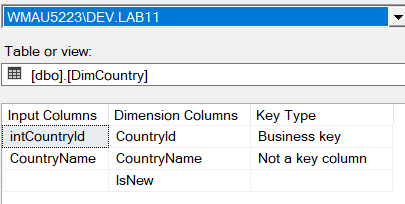 WMAU5223\DEV.LAB11
Table or view:
[dbo].[DimCountry]
Input Columns Dimension Columns Key Type
intCountryId CountryId Business key
CountryName CountryName Not a key column
IsNew